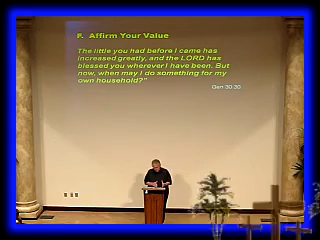 F. Affirm Your Value
The little you had before I came has
increased greatly, and the LORD has
blessed you wherever I have been. But
now, when may I do something for my
own household?"
Gen 30:30